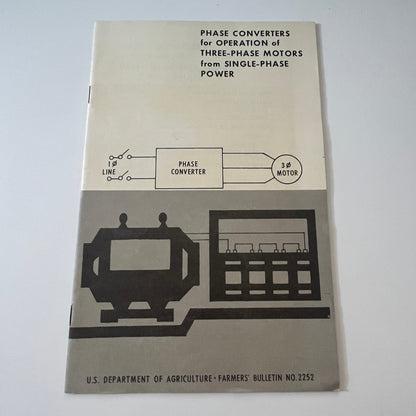 PHASE CONVERTERS
for OPERATION of
THREE-PHASE MOTORS
from SINGLE-PHASE
POWER
1 Ø
LINE
PHASE
CONVERTER
3 Ø
MOTOR
U.S. DEPARTMENT OF AGRICULTURE • FARMERS' BULLETIN NO. 2252